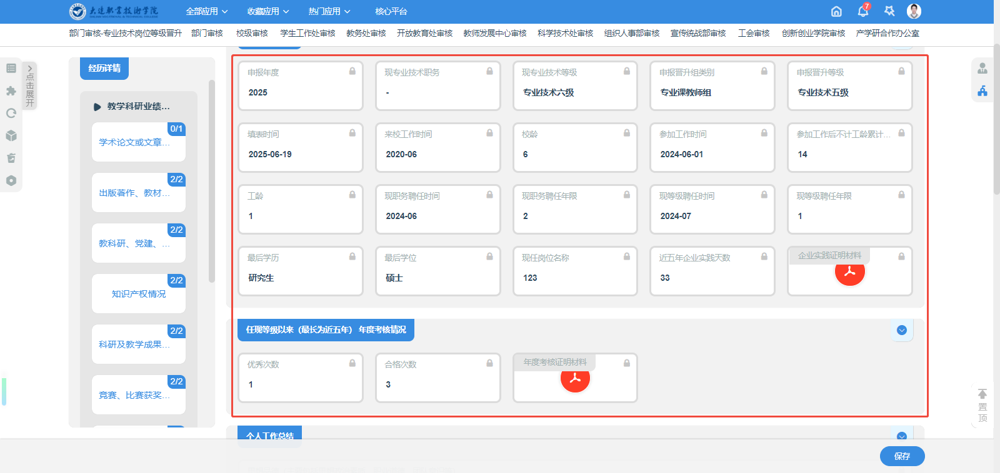 大连职业技术学院
全部应用
收藏应用
热门应用
核心平台
7
部门审核-专业技术岗位等级晋升
部门审核
校级审核
学生工作处审核
教务处审核
开放教育处审核
教师发展中心审核
科学技术处审核
组织人事部审核
宣传统战部审核
工会审核
创新创业学院审核
产学研合作办公室
点击展开
经历详情
教学科研业绩...
0/1
学术论文或文章...
2/2
出版著作、教材...
2/2
教科研、党建、...
2/2
知识产权情况
2/2
科研及教学成果...
2/2
竞赛、比赛获奖...
申报年度
2025
现专业技术职务
-
现专业技术等级
专业技术六级
申报晋升组类别
专业课教师组
申报晋升等级
专业技术五级
填表时间
2025-06-19
来校工作时间
2020-06
校龄
6
参加工作时间
2024-06-01
参加工作后不计工龄累计...
14
工龄
1
现职务聘任时间
2024-06
现职务聘任年限
2
现等级聘任时间
2024-07
现等级聘任年限
1
最后学历
研究生
最后学位
硕士
现任岗位名称
123
近五年企业实践天数
33
企业实践证明材料
任现等级以来（最长为近五年） 年度考核情况
优秀次数
1
合格次数
3
年度考核证明材料
个人工作总结
置顶
保存